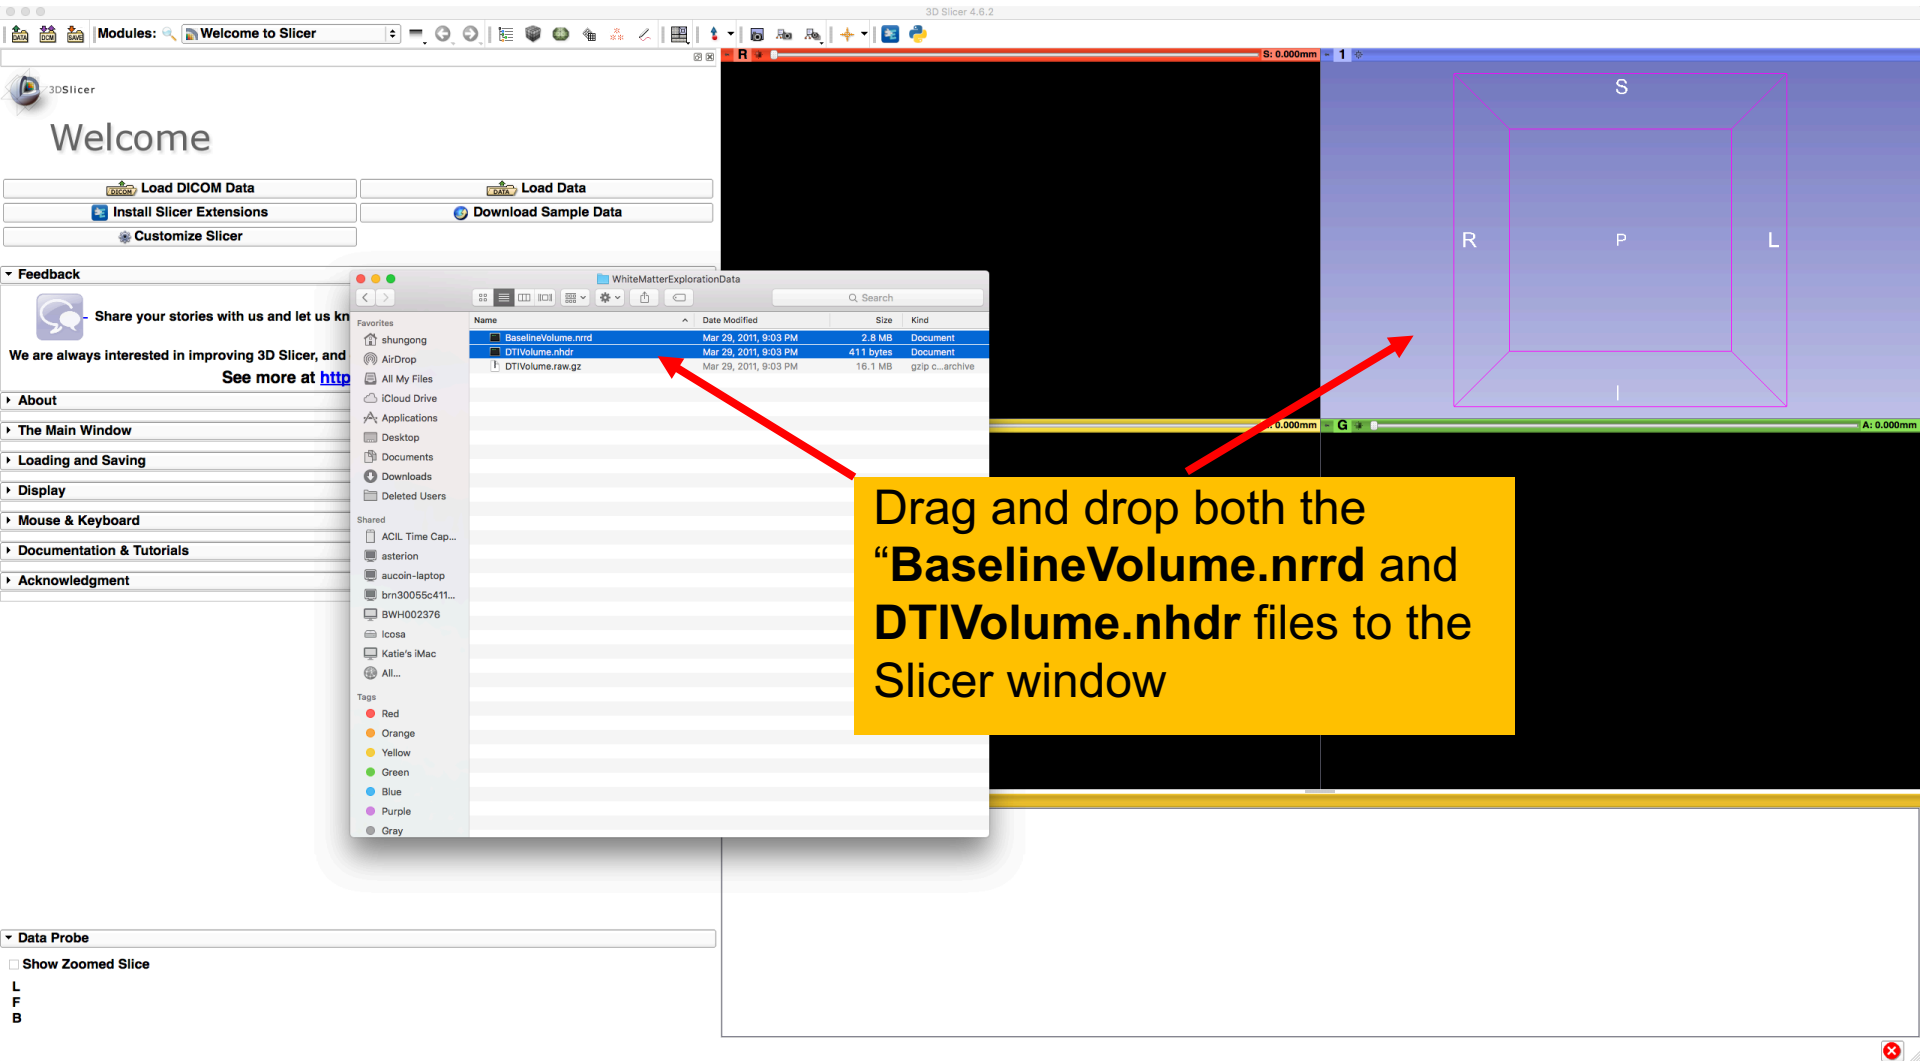 3D Slicer 4.6.2
DATA DCM SAVE Modules: Welcome to Slicer
R S: 0.000mm 1
3DSlicer
Welcome
Load DICOM Data Load Data
Install Slicer Extensions Download Sample Data
Customize Slicer
Feedback
Share your stories with us and let us kn
We are always interested in improving 3D Slicer, and
See more at http
About
The Main Window
Loading and Saving
Display
Mouse & Keyboard
Documentation & Tutorials
Acknowledgment
WhiteMatterExplorationData
Search
Name Date Modified Size Kind
BaselineVolume.nrrd Mar 29, 2011, 9:03 PM 2.8 MB Document
DTIVolume.nhdr Mar 29, 2011, 9:03 PM 411 bytes Document
DTIVolume.raw.gz Mar 29, 2011, 9:03 PM 16.1 MB gzip c...archive
Favorites
shungong
AirDrop
All My Files
iCloud Drive
Applications
Desktop
Documents
Downloads
Deleted Users
Shared
ACIL Time Cap...
asterion
aucoin-laptop
brn30055c411...
BWH002376
Icosa
Katie's iMac
All...
Tags
Red
Orange
Yellow
Green
Blue
Purple
Gray
S
R P L
I
0.000mm G A: 0.000mm
Drag and drop both the
“BaselineVolume.nrrd and
DTIVolume.nhdr files to the
Slicer window
Data Probe
Show Zoomed Slice
L
F
B